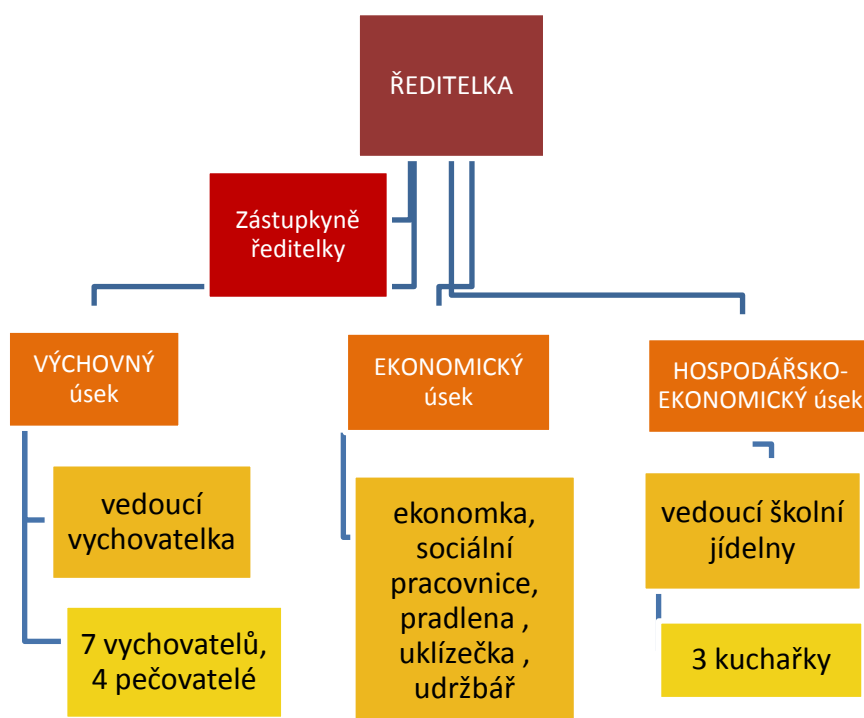 ŘEDITELKA
Zástupkyně
ředitelky
VÝCHOVNÝ
úsek
EKONOMICKÝ
úsek
HOSPODÁŘSKO-
EKONOMICKÝ úsek
vedoucí
vychovatelka
7 vychovatelů,
4 pečovatelé
ekonomka,
sociální
pracovnice,
pradlena ,
uklízečka ,
udržbář
vedoucí školní
jídelny
3 kuchařky